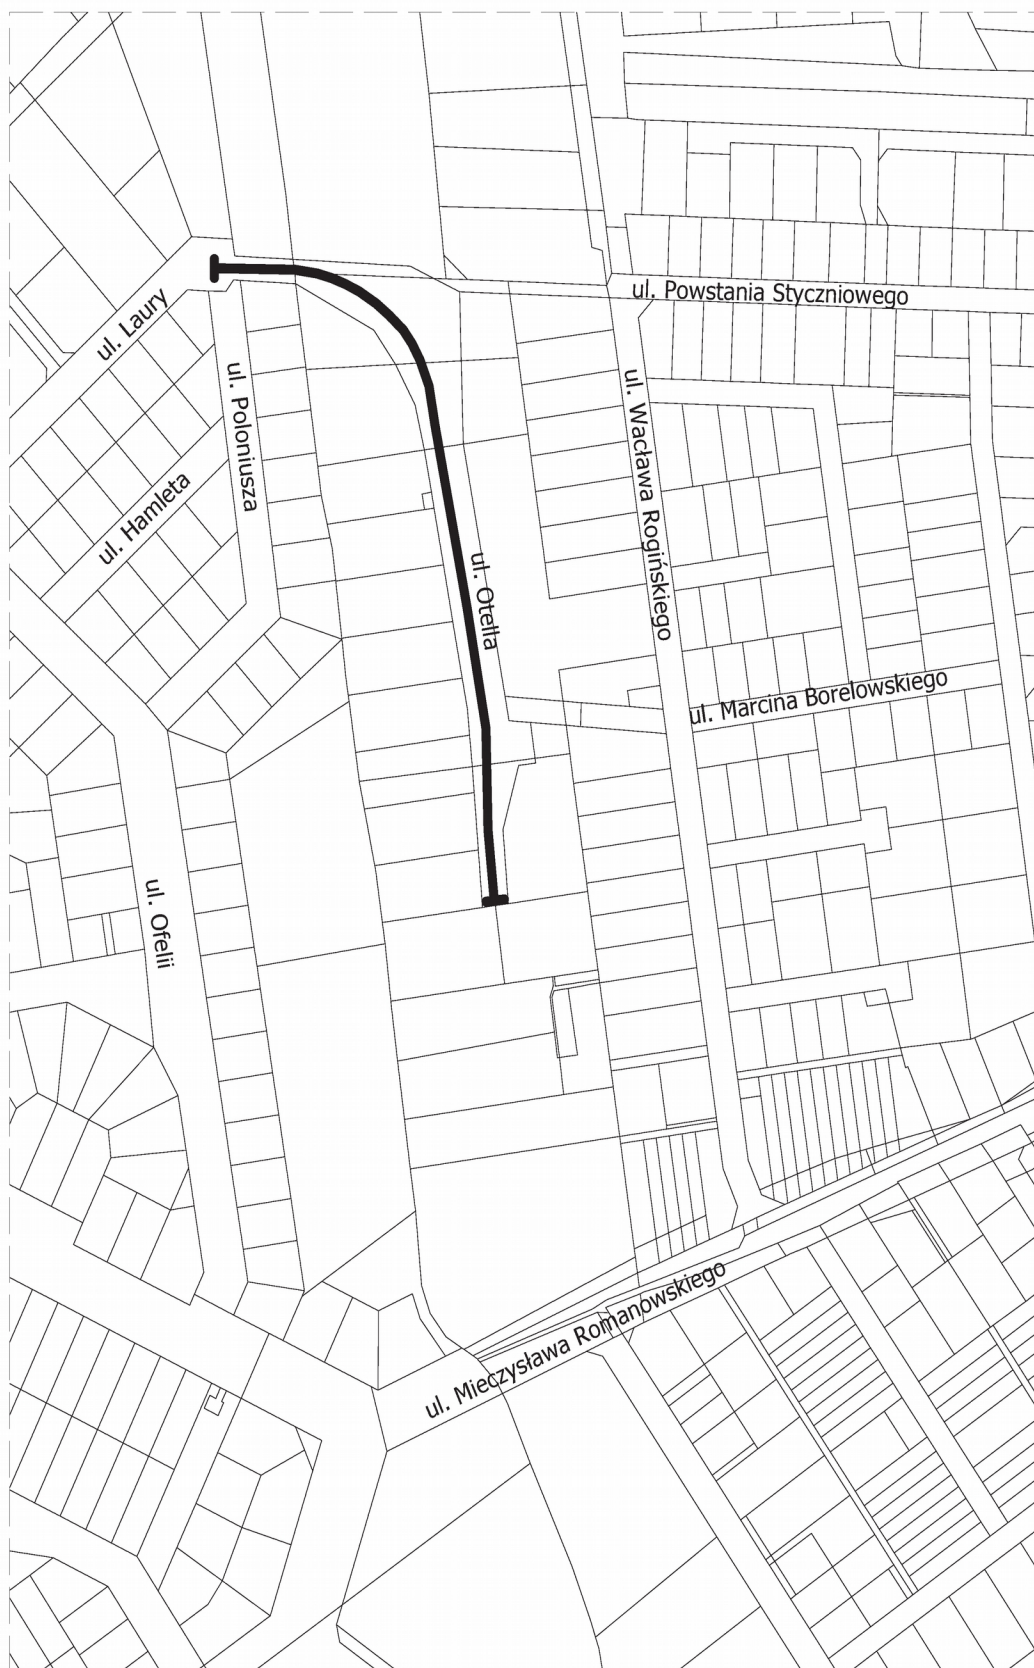 ul. Powstania Styczniowego
ul. Laury
ul. Poloniusza
ul. Wacława Rogińskiego
ul. Hamleta
ul. Otella
ul. Marcina Borelowskiego
ul. Ofelii
ul. Mieczysława Romanowskiego